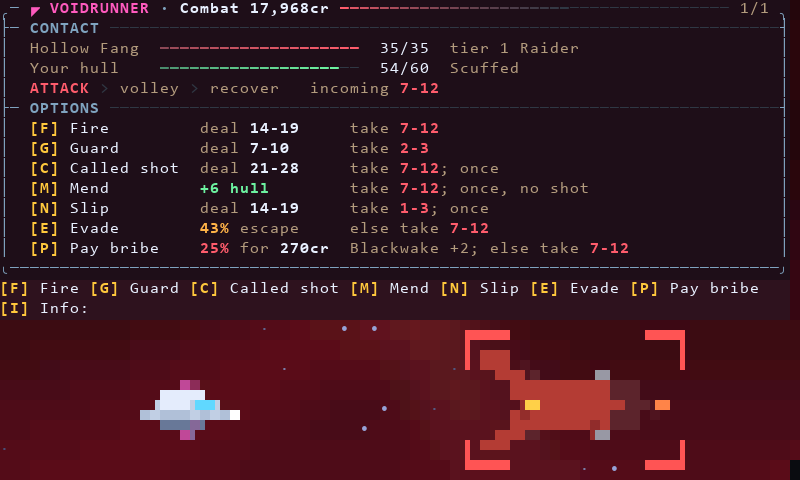 VOIDRUNNER · Combat 17,968cr 1/1
CONTACT
Hollow Fang 35/35 tier 1 Raider
Your hull 54/60 Scuffed
ATTACK > volley > recover incoming 7-12
OPTIONS
[F] Fire deal 14-19 take 7-12
[G] Guard deal 7-10 take 2-3
[C] Called shot deal 21-28 take 7-12; once
[M] Mend +6 hull take 7-12; once, no shot
[N] Slip deal 14-19 take 1-3; once
[E] Evade 43% escape else take 7-12
[P] Pay bribe 25% for 270cr Blackwake +2; else take 7-12
[F] Fire [G] Guard [C] Called shot [M] Mend [N] Slip [E] Evade [P] Pay bribe
[I] Info: